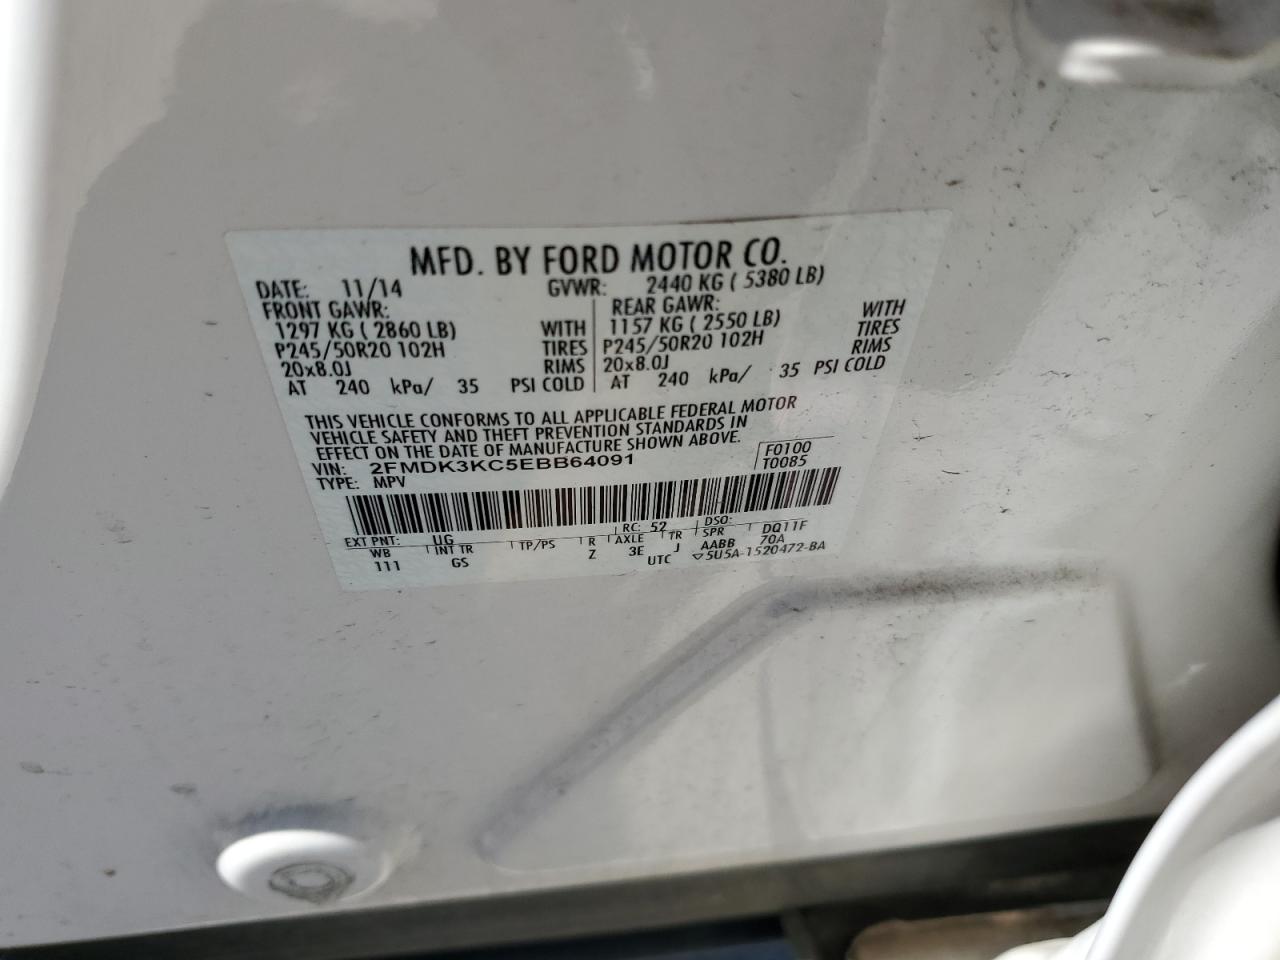 MFD. BY FORD MOTOR CO.
DATE: 11/14 GVWR: 2440 KG ( 5380 LB)
FRONT GAWR: REAR GAWR: WITH
1297 KG ( 2860 LB) WITH 1157 KG ( 2550 LB) TIRES
P245/50R20 102H TIRES P245/50R20 102H RIMS
20x8.0J RIMS 20x8.0J
AT 240 kPa/ 35 PSI COLD AT 240 kPa/ 35 PSI COLD
THIS VEHICLE CONFORMS TO ALL APPLICABLE FEDERAL MOTOR
VEHICLE SAFETY AND THEFT PREVENTION STANDARDS IN
EFFECT ON THE DATE OF MANUFACTURE SHOWN ABOVE.
VIN: 2FMDK3KC5EBB64091 F0100
TYPE: MPV T0085
EXT PNT: UG RC: 52 DSO:
WB INT TR TP/PS R AXLE TR SPR DQ11F
111 GS Z 3E J AABB 70A
UTC ▽5U5A-1520472-BA